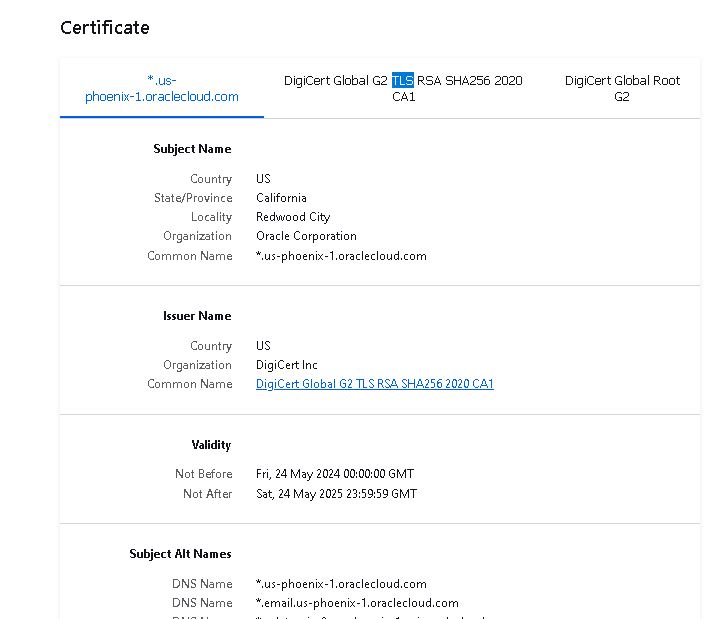 Certificate
*.us-
phoenix-1.oraclecloud.com
DigiCert Global G2 TLS RSA SHA256 2020
CA1
DigiCert Global Root
G2
Subject Name
Country US
State/Province California
Locality Redwood City
Organization Oracle Corporation
Common Name *.us-phoenix-1.oraclecloud.com
Issuer Name
Country US
Organization DigiCert Inc
Common Name DigiCert Global G2 TLS RSA SHA256 2020 CA1
Validity
Not Before Fri, 24 May 2024 00:00:00 GMT
Not After Sat, 24 May 2025 23:59:59 GMT
Subject Alt Names
DNS Name *.us-phoenix-1.oraclecloud.com
DNS Name *.email.us-phoenix-1.oraclecloud.com